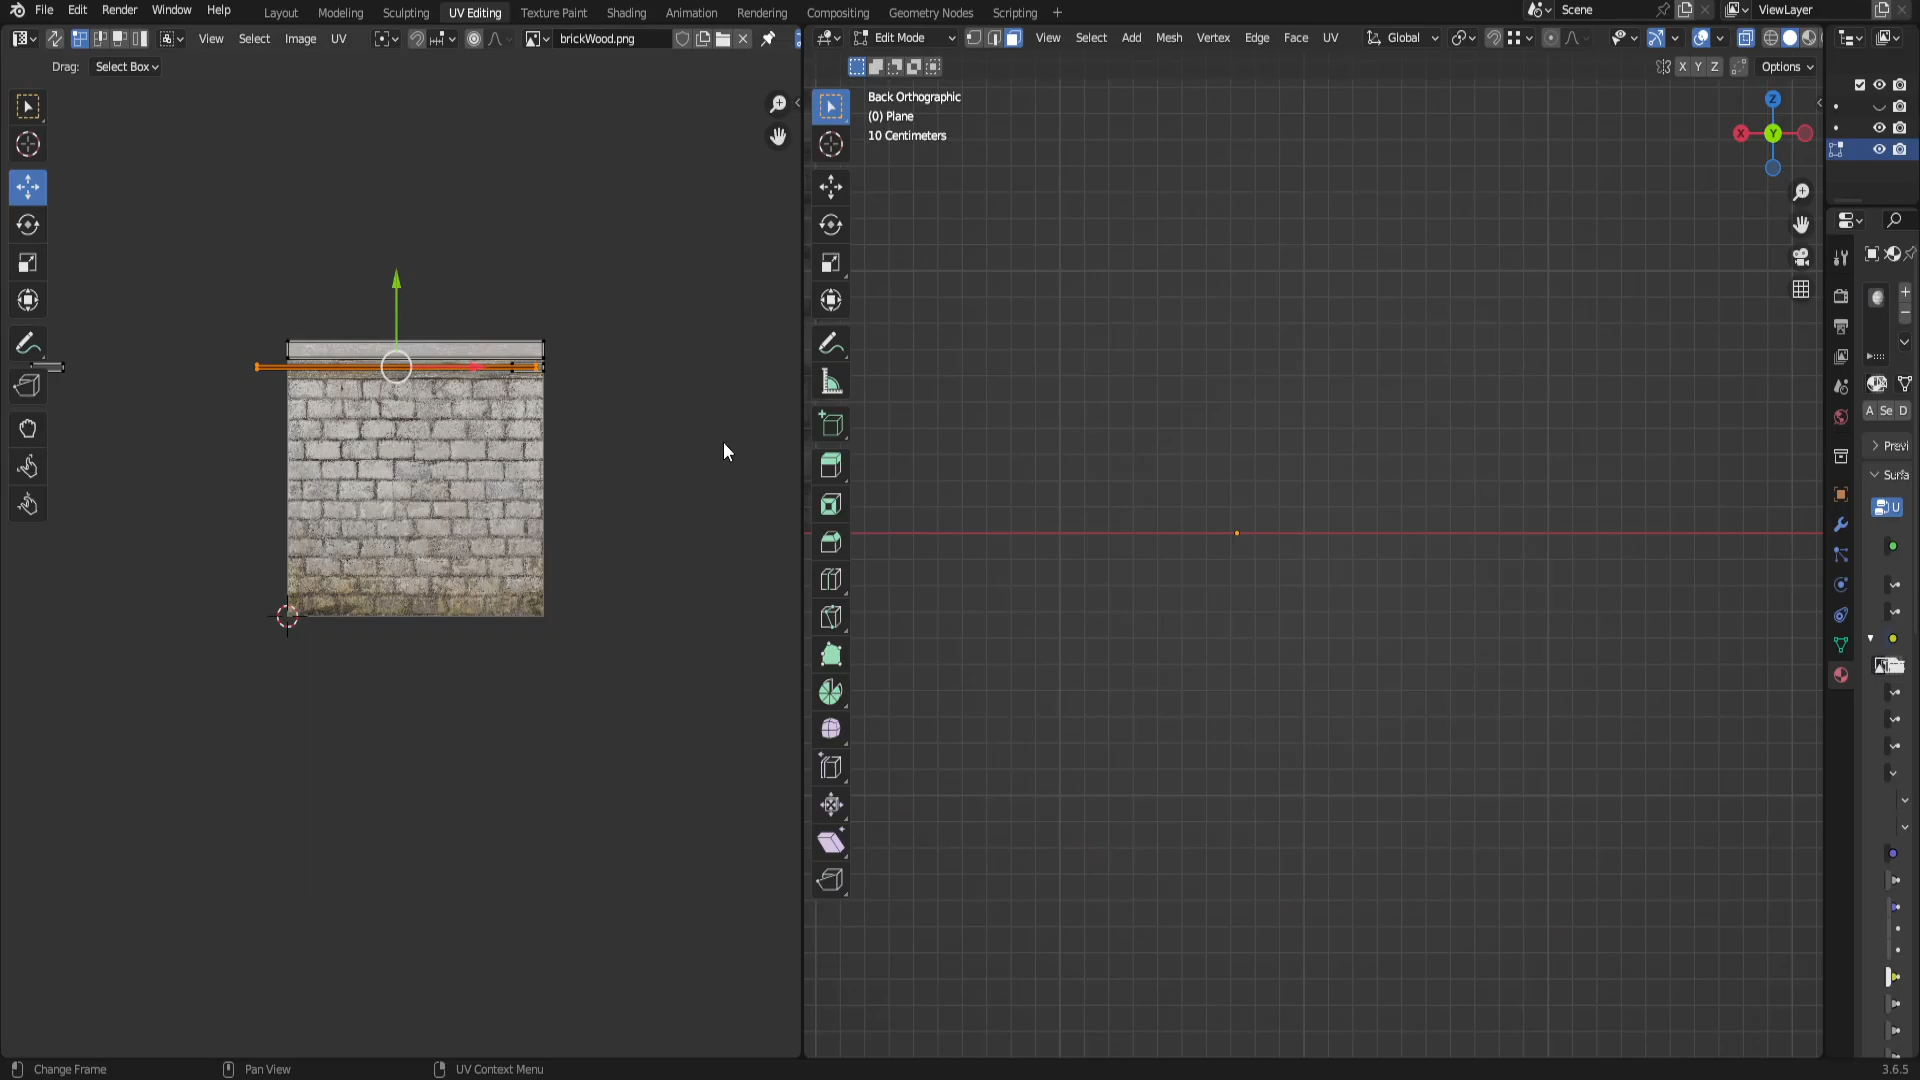 File Edit Render Window Help
Layout Modeling Sculpting UV Editing Texture Paint Shading Animation Rendering Compositing Geometry Nodes Scripting +
Scene
ViewLayer
View Select Image UV
brickWood.png
Edit Mode
View Select Add Mesh Vertex Edge Face UV
Global
Drag: Select Box
X Y Z
Options
Back Orthographic
(0) Plane
10 Centimeters
Z
X
Y
A Se D
Previ
Surfa
U
Change Frame
Pan View
UV Context Menu
3.6.5